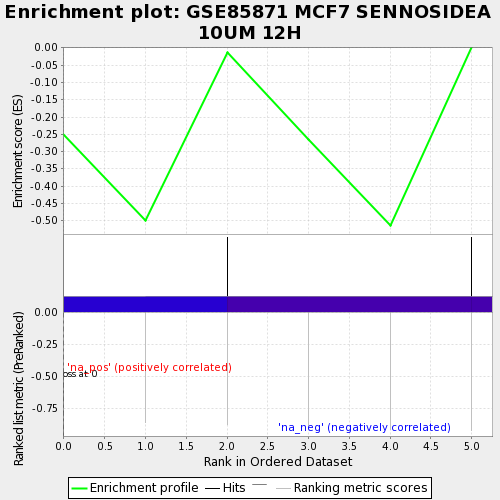 Enrichment plot: GSE85871 MCF7 SENNOSIDEA
10UM 12H
Enrichment score (ES)
0.00
-0.05
-0.10
-0.15
-0.20
-0.25
-0.30
-0.35
-0.40
-0.45
-0.50
Ranked list metric (PreRanked)
0.00
-0.25
-0.50
-0.75
'na_pos' (positively correlated)
oss at 0
'na_neg' (negatively correlated)
0.0 0.5 1.0 1.5 2.0 2.5 3.0 3.5 4.0 4.5 5.0
Rank in Ordered Dataset
Enrichment profile Hits Ranking metric scores